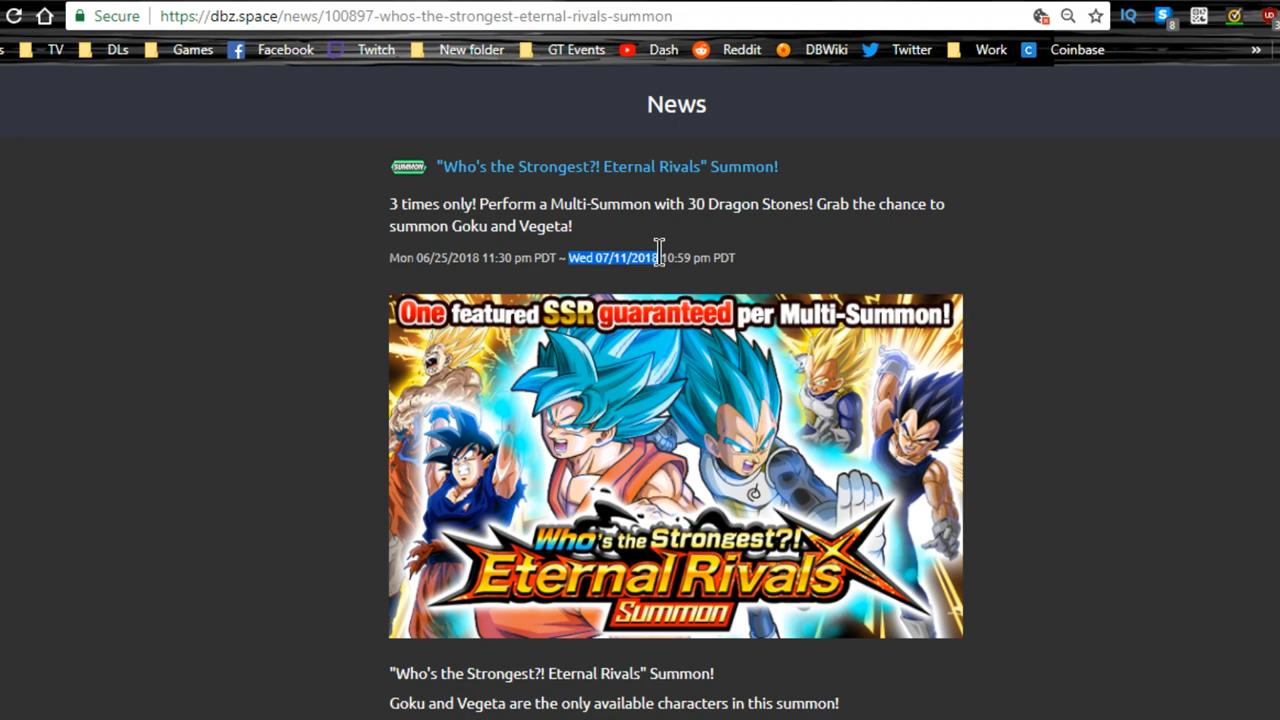 Secure https://dbz.space/news/100897-whos-the-strongest-eternal-rivals-summon IQ 8
s TV DLs Games Facebook Twitch New folder GT Events Dash Reddit DBWiki Twitter Work C Coinbase »
News
SUMMON "Who's the Strongest?! Eternal Rivals" Summon!
3 times only! Perform a Multi-Summon with 30 Dragon Stones! Grab the chance to
summon Goku and Vegeta!
Mon 06/25/2018 11:30 pm PDT ~ Wed 07/11/2018 10:59 pm PDT
One featured SSR guaranteed per Multi-Summon!
Who's the Strongest?!
Eternal Rivals
Summon
"Who's the Strongest?! Eternal Rivals" Summon!
Goku and Vegeta are the only available characters in this summon!